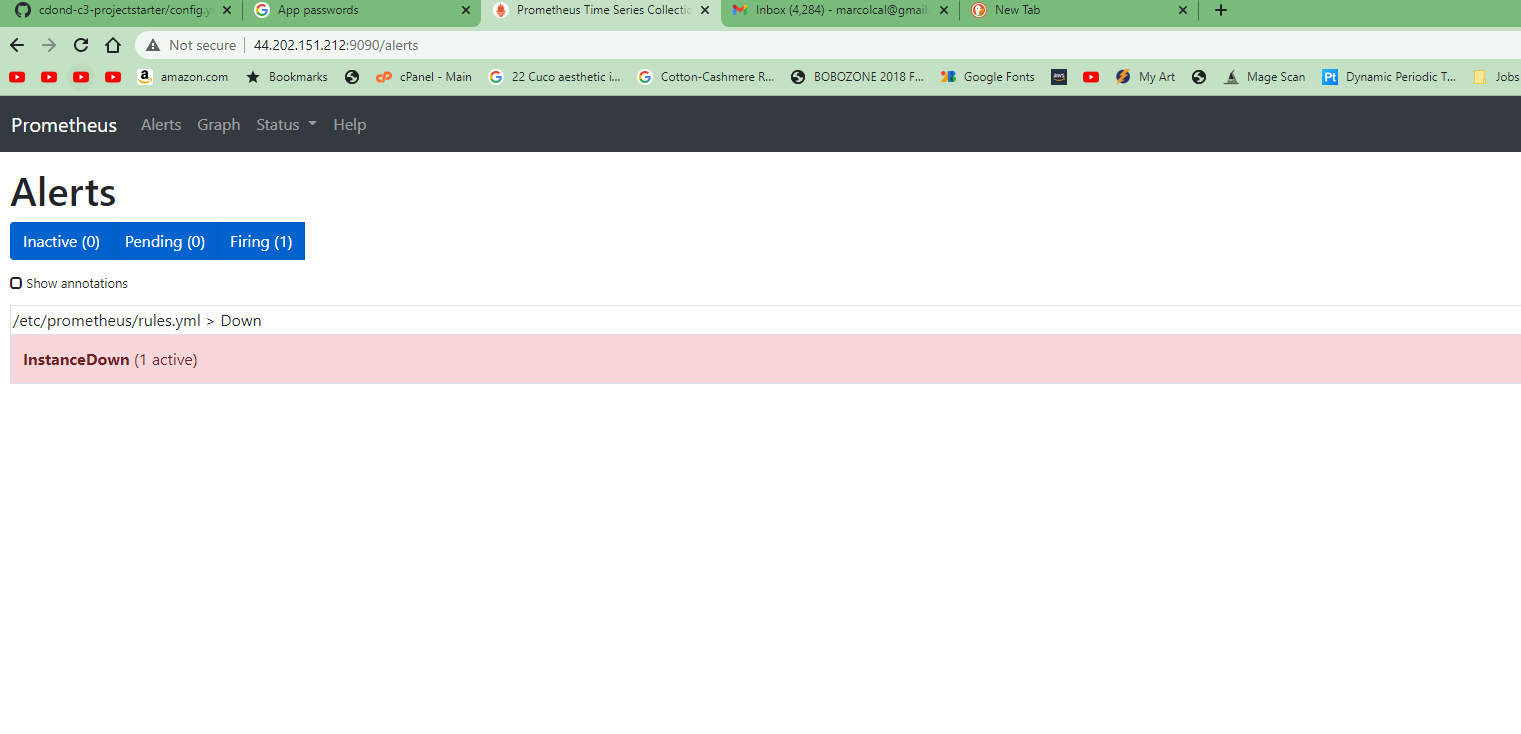 cdond-c3-projectstarter/config.y
App passwords
Prometheus Time Series Collectic
Inbox (4,284) - marcolcal@gmail.
New Tab
Not secure 44.202.151.212:9090/alerts
amazon.com Bookmarks cPanel - Main 22 Cuco aesthetic i... Cotton-Cashmere R... BOBOZONE 2018 F... Google Fonts aws My Art Mage Scan Pt Dynamic Periodic T... Jobs
Prometheus Alerts Graph Status Help
Alerts
Inactive (0) Pending (0) Firing (1)
Show annotations
/etc/prometheus/rules.yml > Down
InstanceDown (1 active)